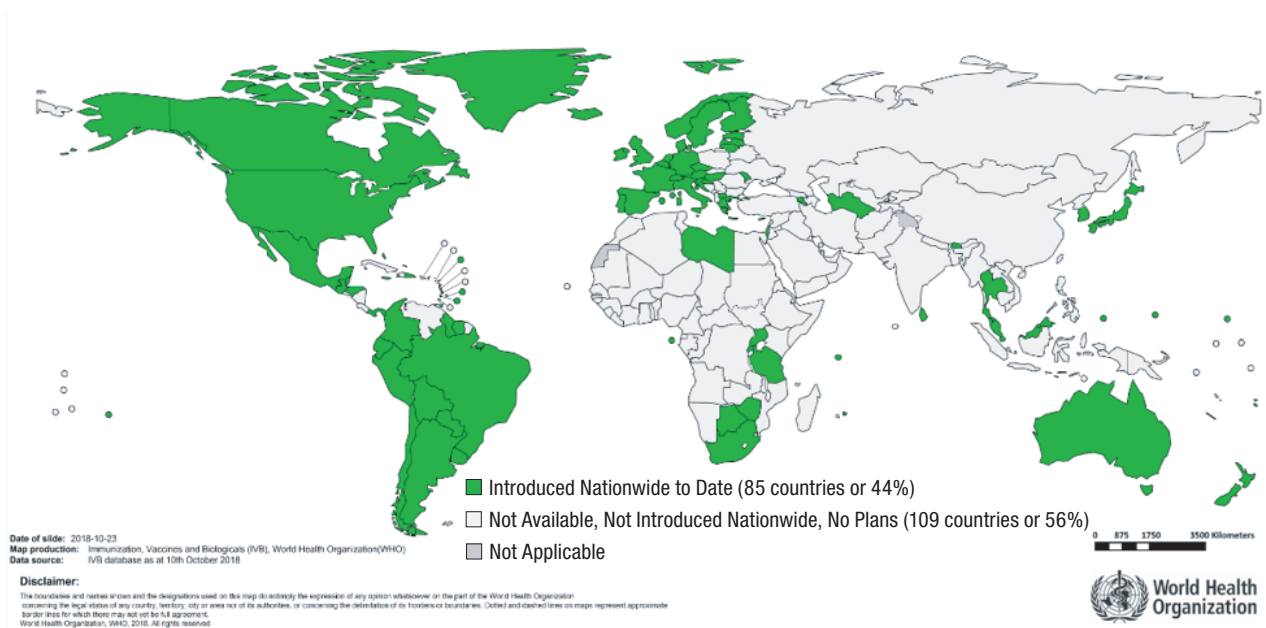 Introduced Nationwide to Date (85 countries or 44%)
Not Available, Not Introduced Nationwide, No Plans (109 countries or 56%)
Not Applicable
Date of slide: 2018-10-23
Map production: Immunization, Vaccines and Biologicals (IVB), World Health Organization(WHO)
Data source: IVB database as at 10th October 2018
0 875 1750 3500 Kilometers
Disclaimer:
The boundaries and names shown and the designations used on this map do not imply the expression of any opinion whatsoever on the part of the World Health Organization
concerning the legal status of any country, territory, city or area nor of its authorities, or concerning the delimitation of its frontiers or boundaries. Dotted and dashed lines on maps represent approximate
border lines for which there may not yet be full agreement.
World Health Organization, WHO, 2018. All rights reserved
World Health
Organization